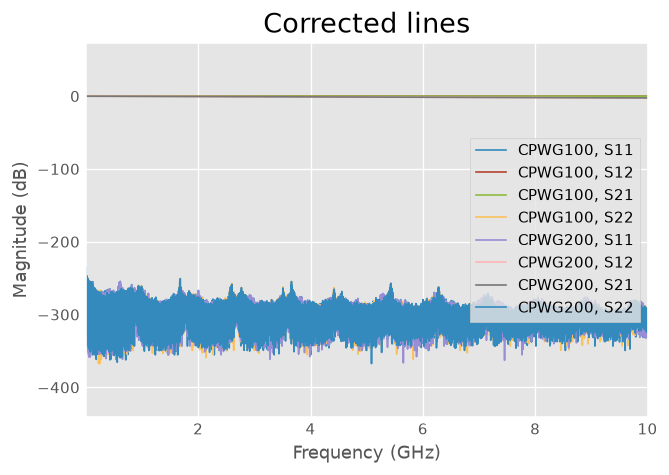 Corrected lines
Magnitude (dB)
0
−100
−200
−300
−400
CPWG100, S11
CPWG100, S12
CPWG100, S21
CPWG100, S22
CPWG200, S11
CPWG200, S12
CPWG200, S21
CPWG200, S22
2 4 6 8 10
Frequency (GHz)